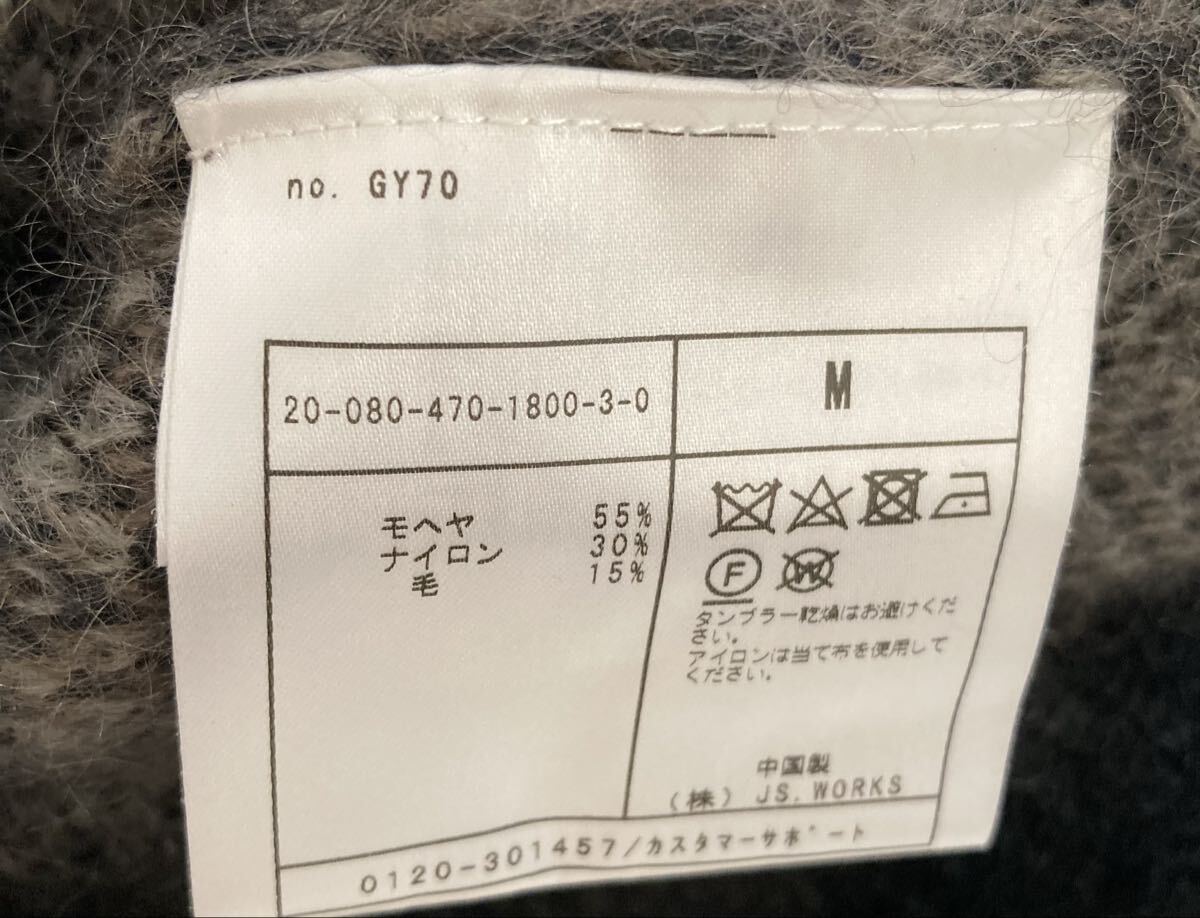 no. GY70
20-080-470-1800-3-0
M
モヘヤ 55%
ナイロン 30%
毛 15%
F W
タンブラー乾燥はお避けくだ
さい。
アイロンは当て布を使用して
ください。
中国製
(株) JS.WORKS
0120-301457/カスタマーサポート